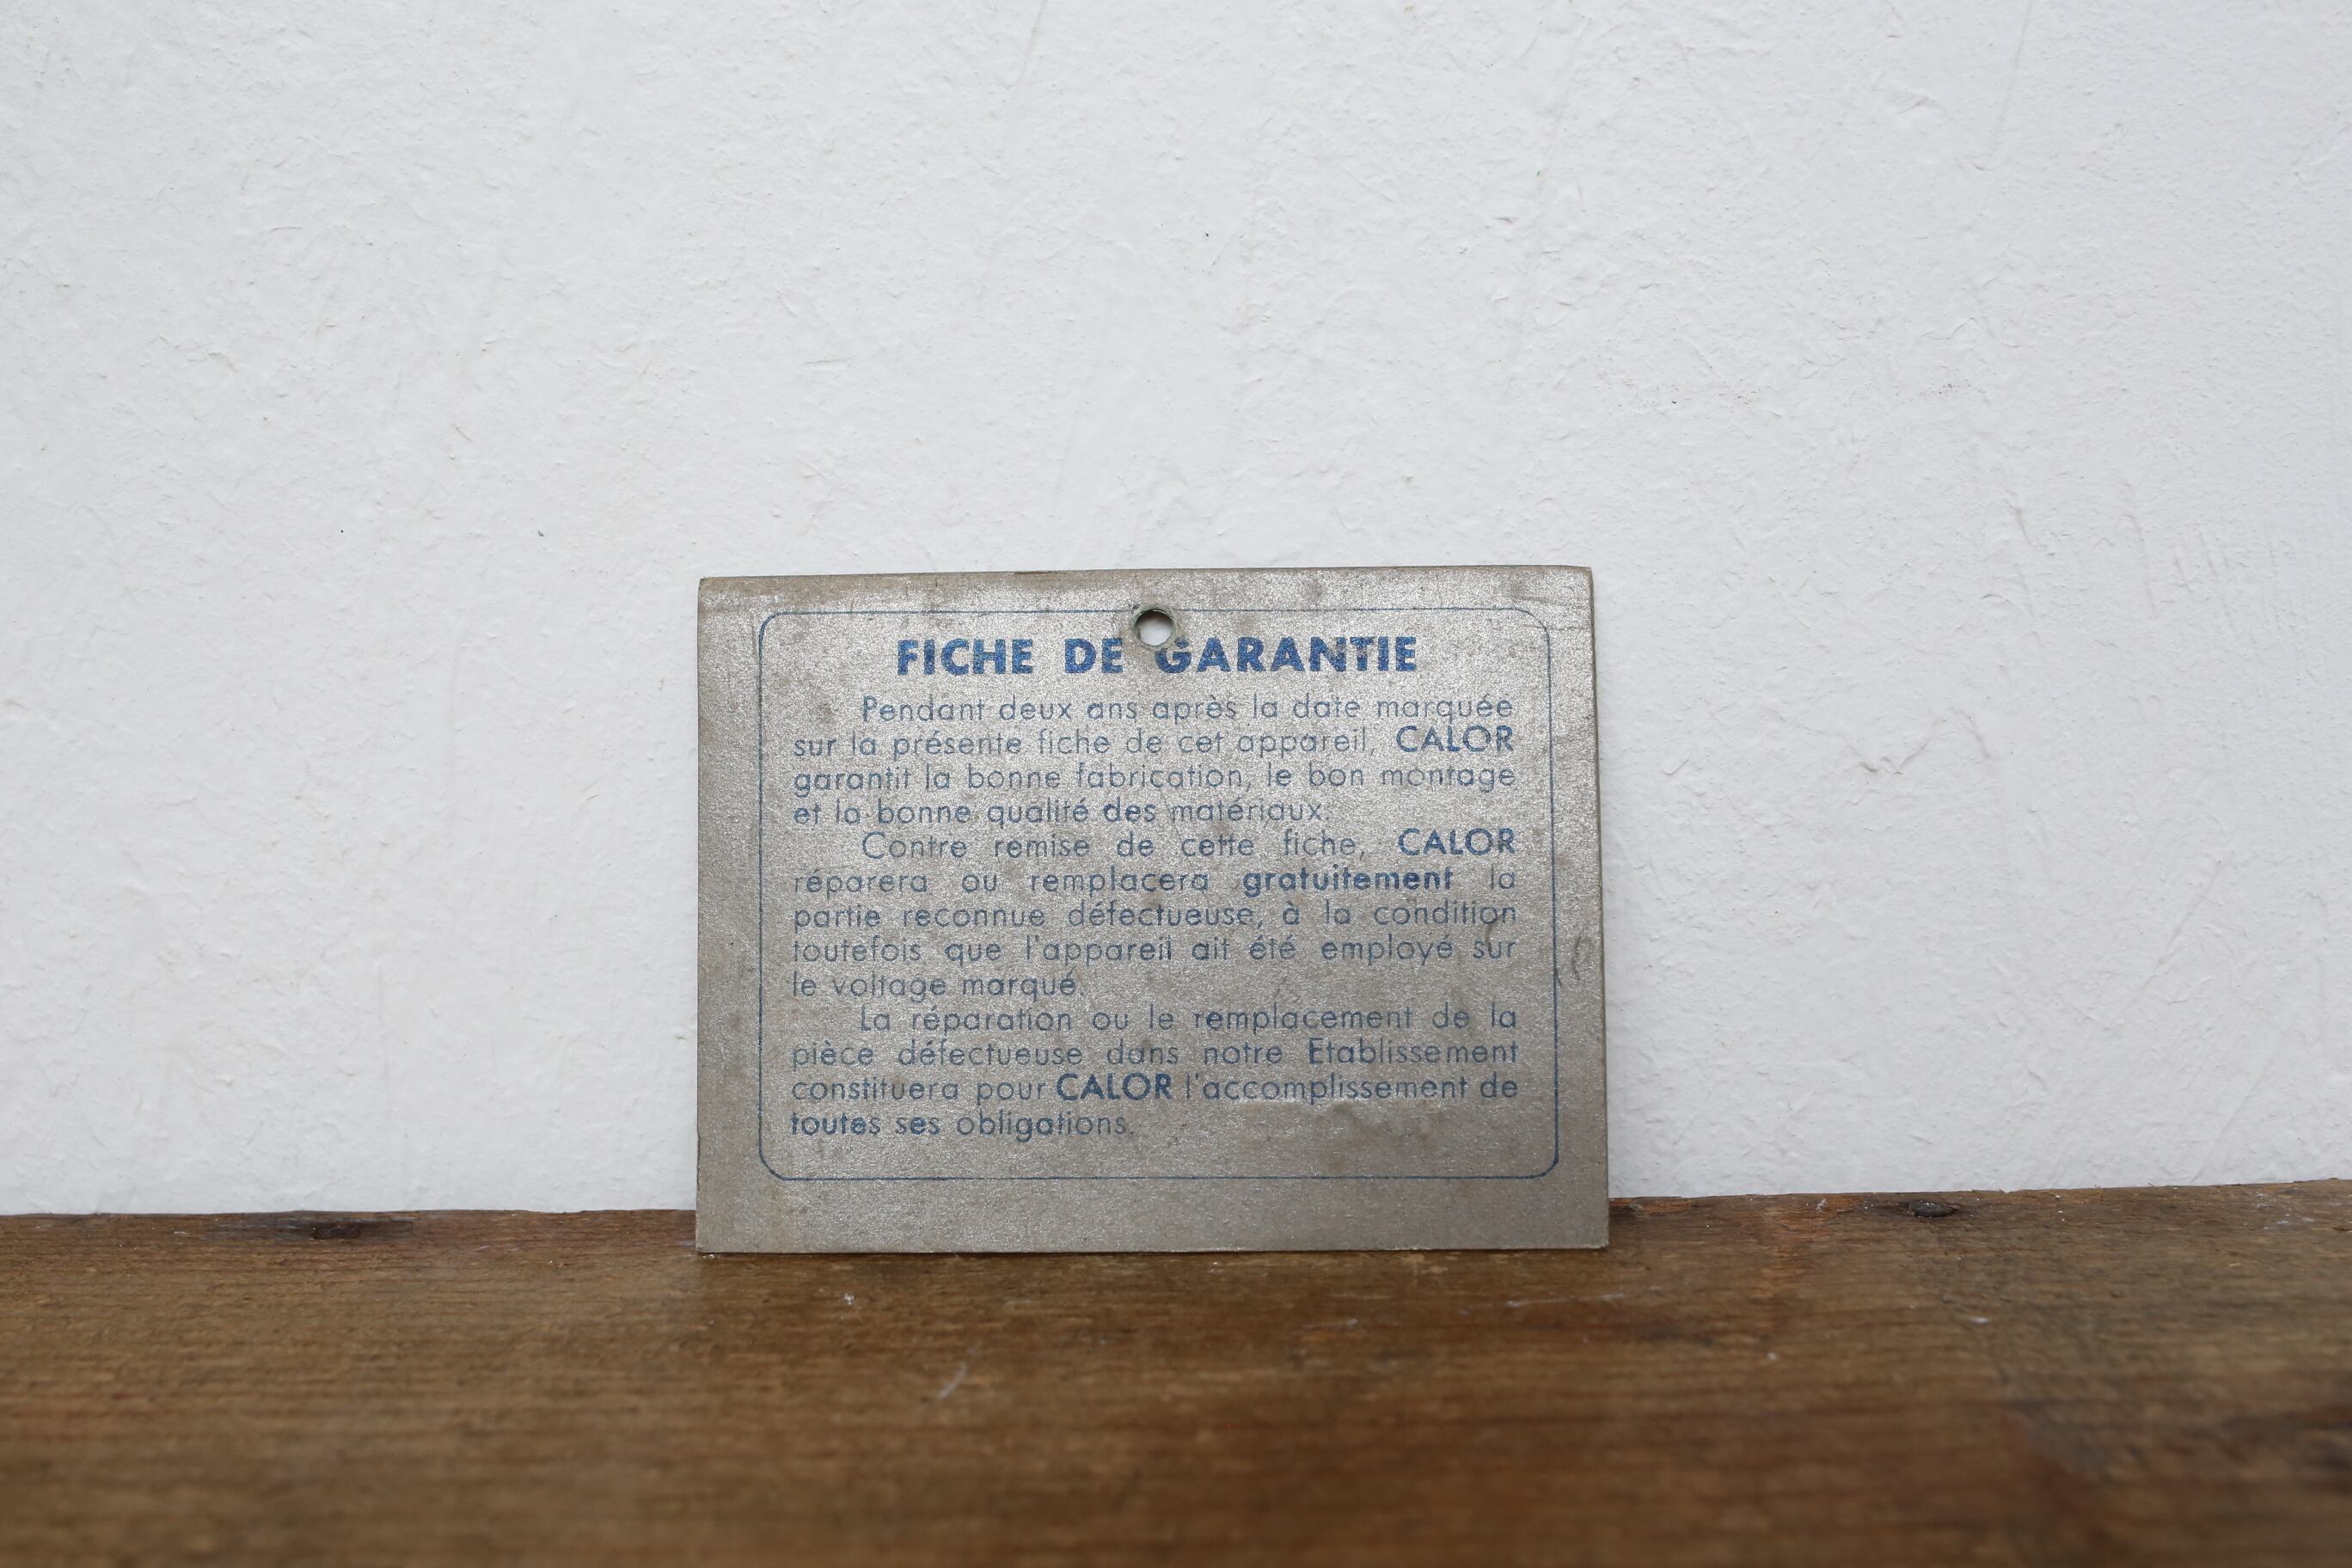 FICHE DE GARANTIE
Pendant deux ans après la date marquée
sur la présente fiche de cet appareil, CALOR
garantit la bonne fabrication, le bon montage
et la bonne qualité des matériaux.
Contre remise de cette fiche, CALOR
réparera ou remplacera gratuitement la
partie reconnue défectueuse, à la condition
toutefois que l'appareil ait été employé sur
le voltage marqué.
La réparation ou le remplacement de la
pièce défectueuse dans notre Etablissement
constituera pour CALOR l'accomplissement de
toutes ses obligations.